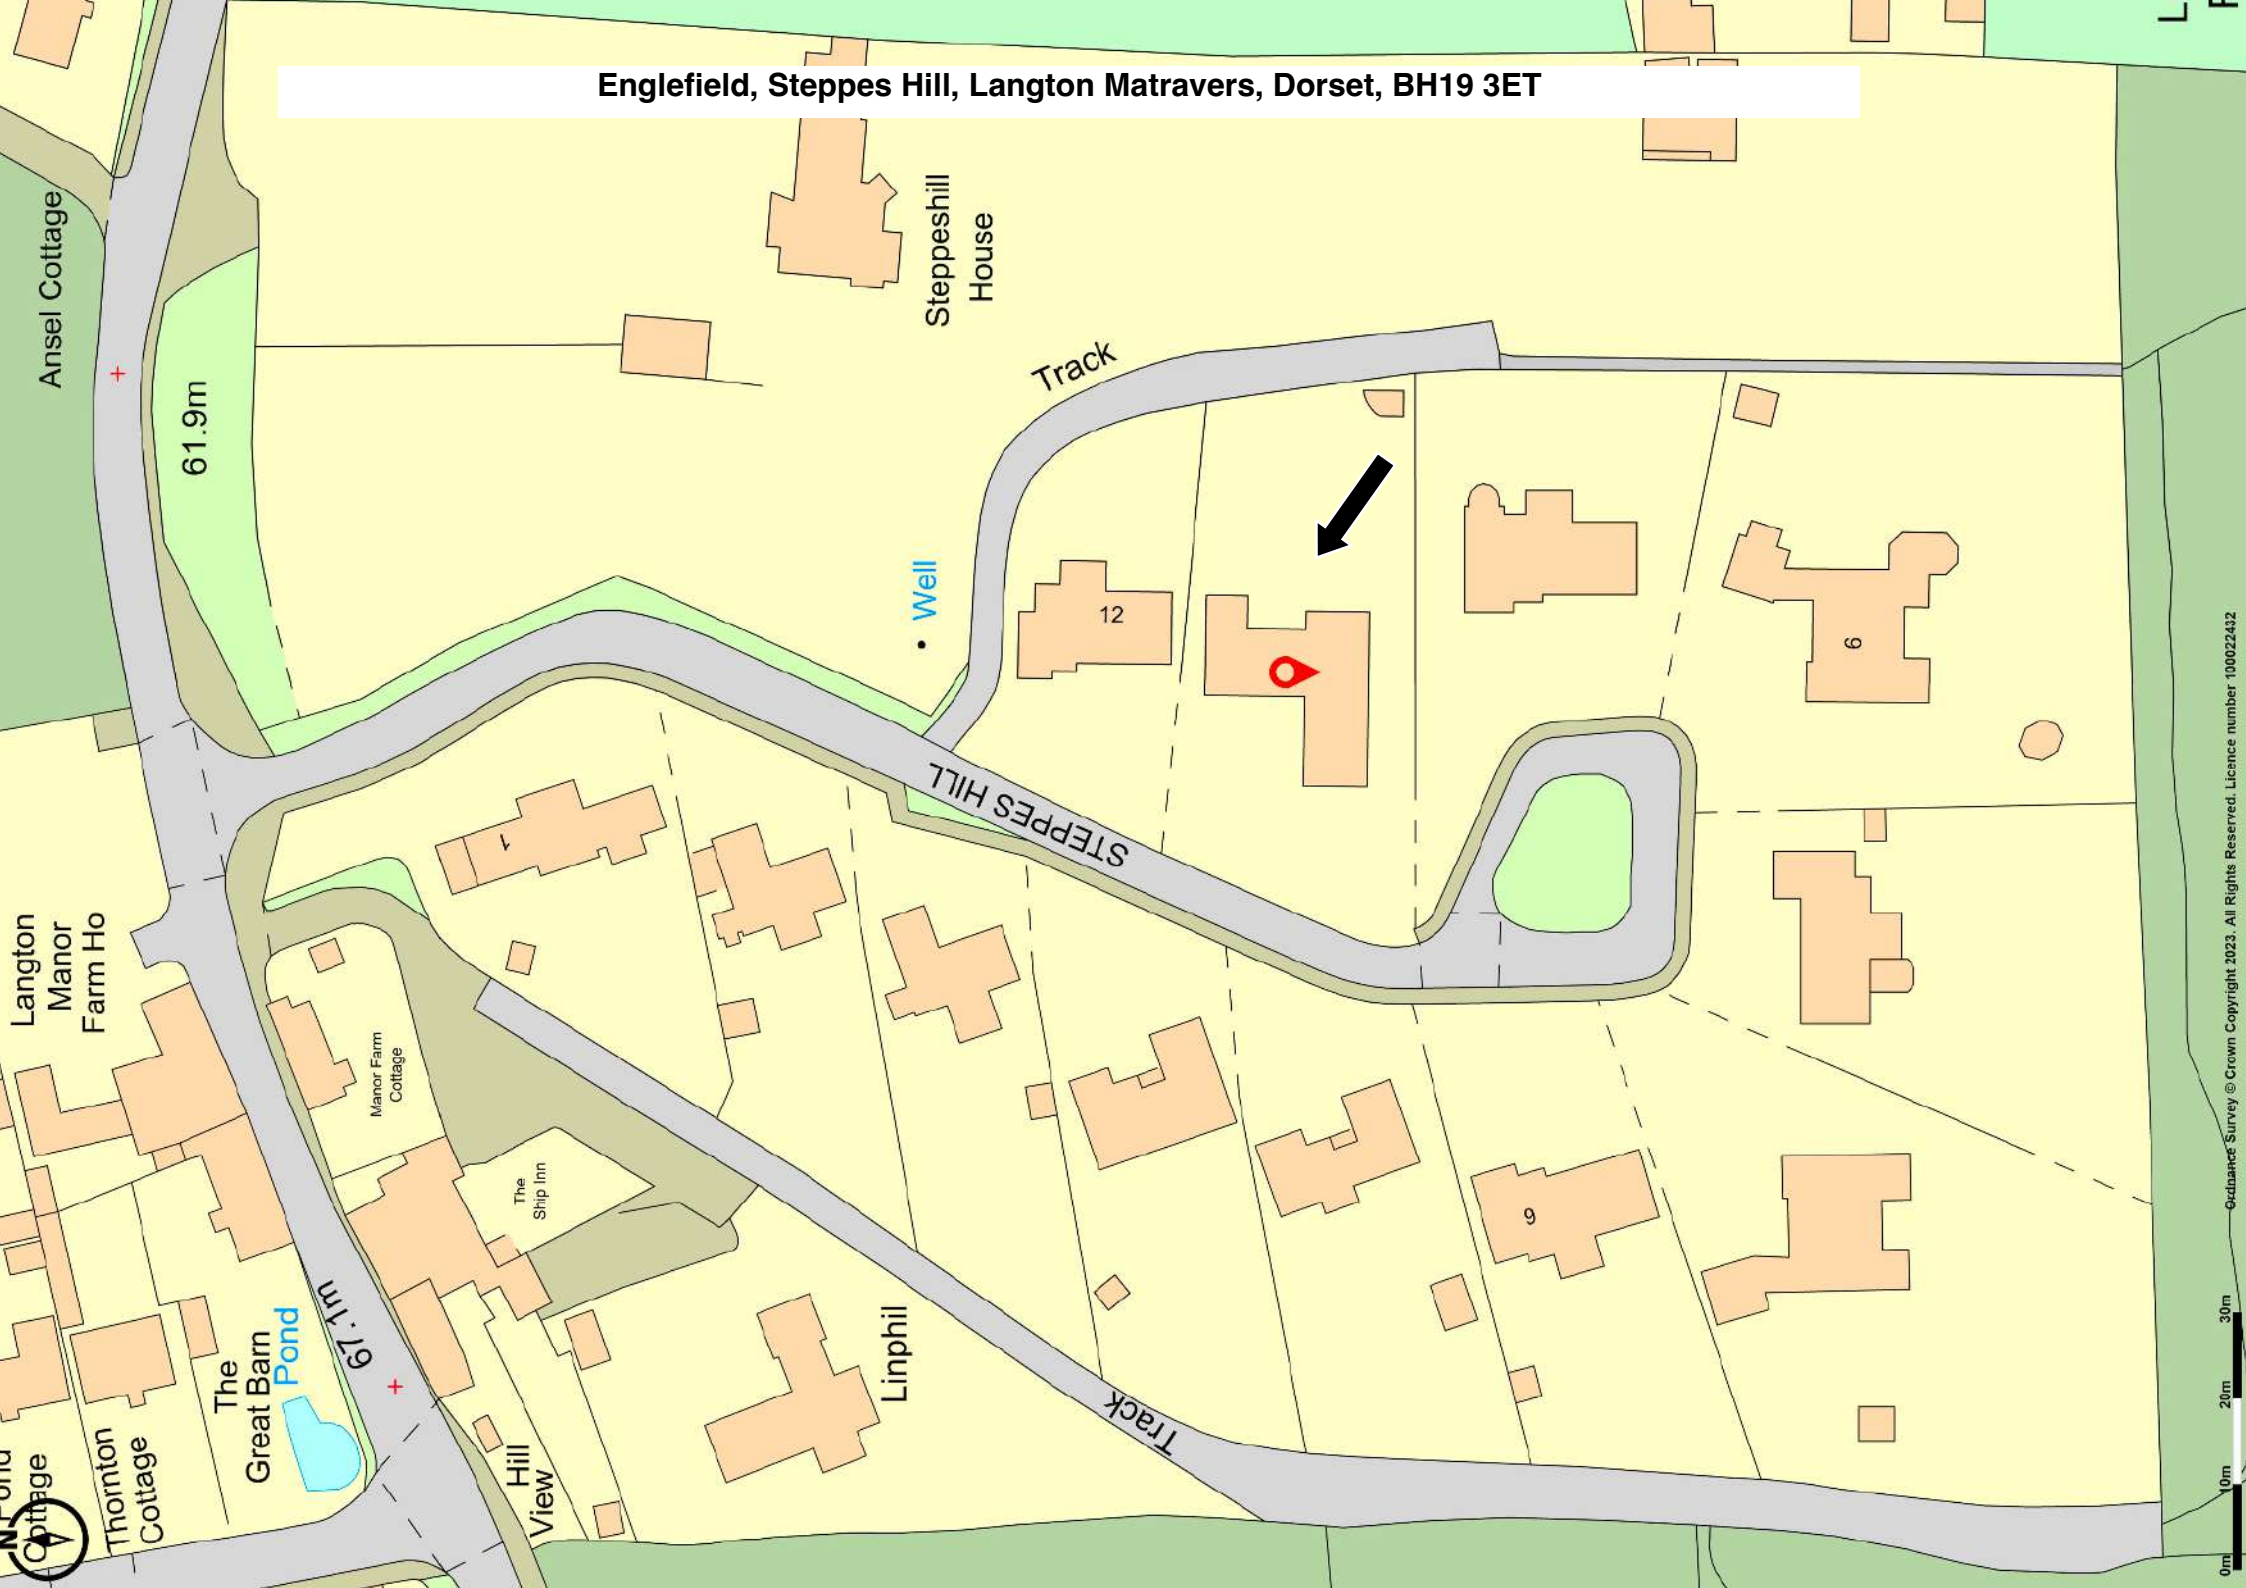 Englefield, Steppes Hill, Langton Matravers, Dorset, BH19 3ET
Ansel Cottage
61.9m
Steppeshill
House
Track
Well
12
6
STEPPES HILL
1
Langton
Manor
Farm Ho
Manor Farm
Cottage
The
Ship Inn
9
67.1m
Pond
The
Great Barn
Linphil
Track
Hill
View
Thornton
Cottage
Cottage
N
0m
10m
20m
30m
Ordnance Survey © Crown Copyright 2023. All Rights Reserved. Licence number 100022432